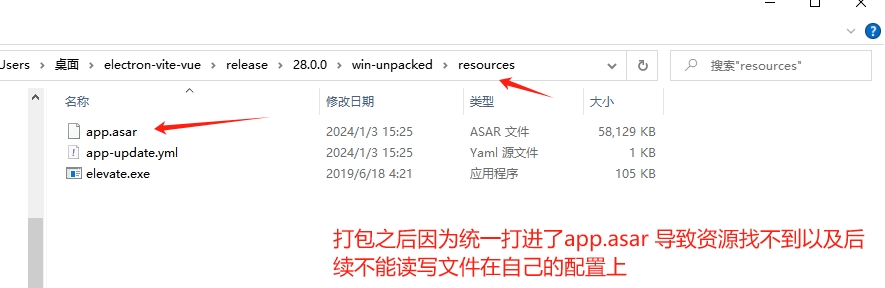 Users 桌面 electron-vite-vue release 28.0.0 win-unpacked resources 搜索"resources"
名称 修改日期 类型 大小
app.asar 2024/1/3 15:25 ASAR 文件 58,129 KB
app-update.yml 2024/1/3 15:25 Yaml 源文件 1 KB
elevate.exe 2019/6/18 4:21 应用程序 105 KB
打包之后因为统一打进了app.asar 导致资源找不到以及后
续不能读写文件在自己的配置上